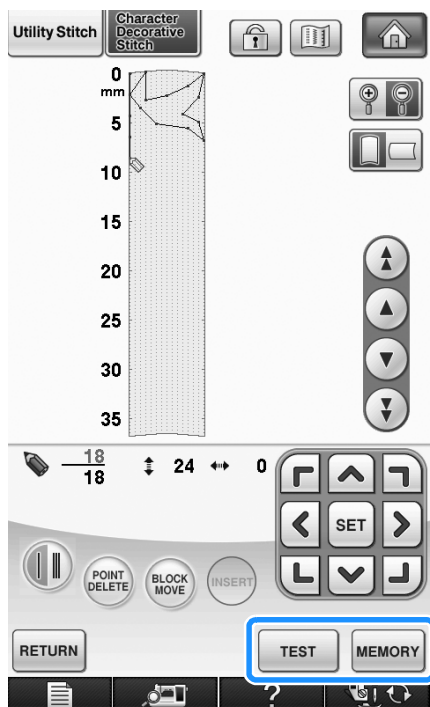 Utility Stitch
Character
Decorative
Stitch
0
mm
5
10
15
20
25
30
35
18
18
24
0
SET
POINT
DELETE
BLOCK
MOVE
INSERT
RETURN
TEST
MEMORY
?